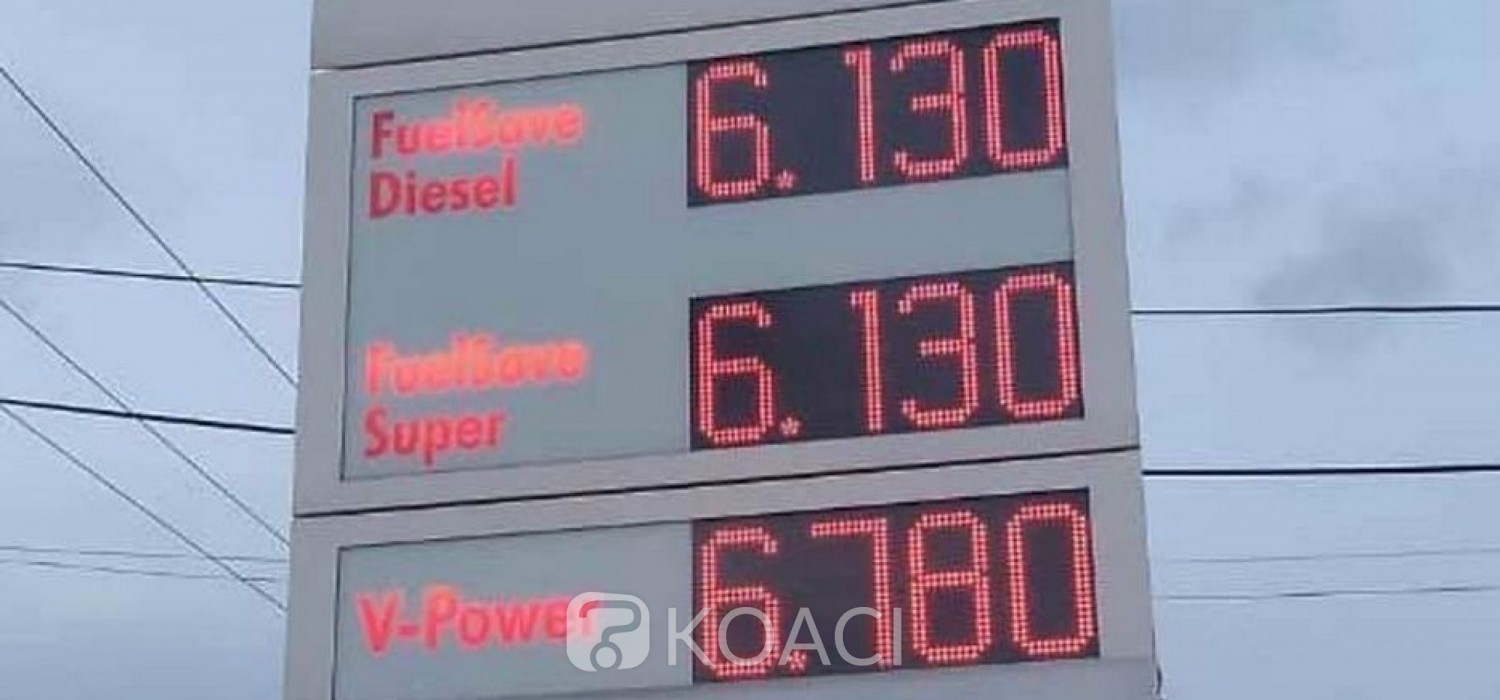 FuelSave 6.130
Diesel
FuelSave 6.130
Super
V-Power 6.780
KOACI